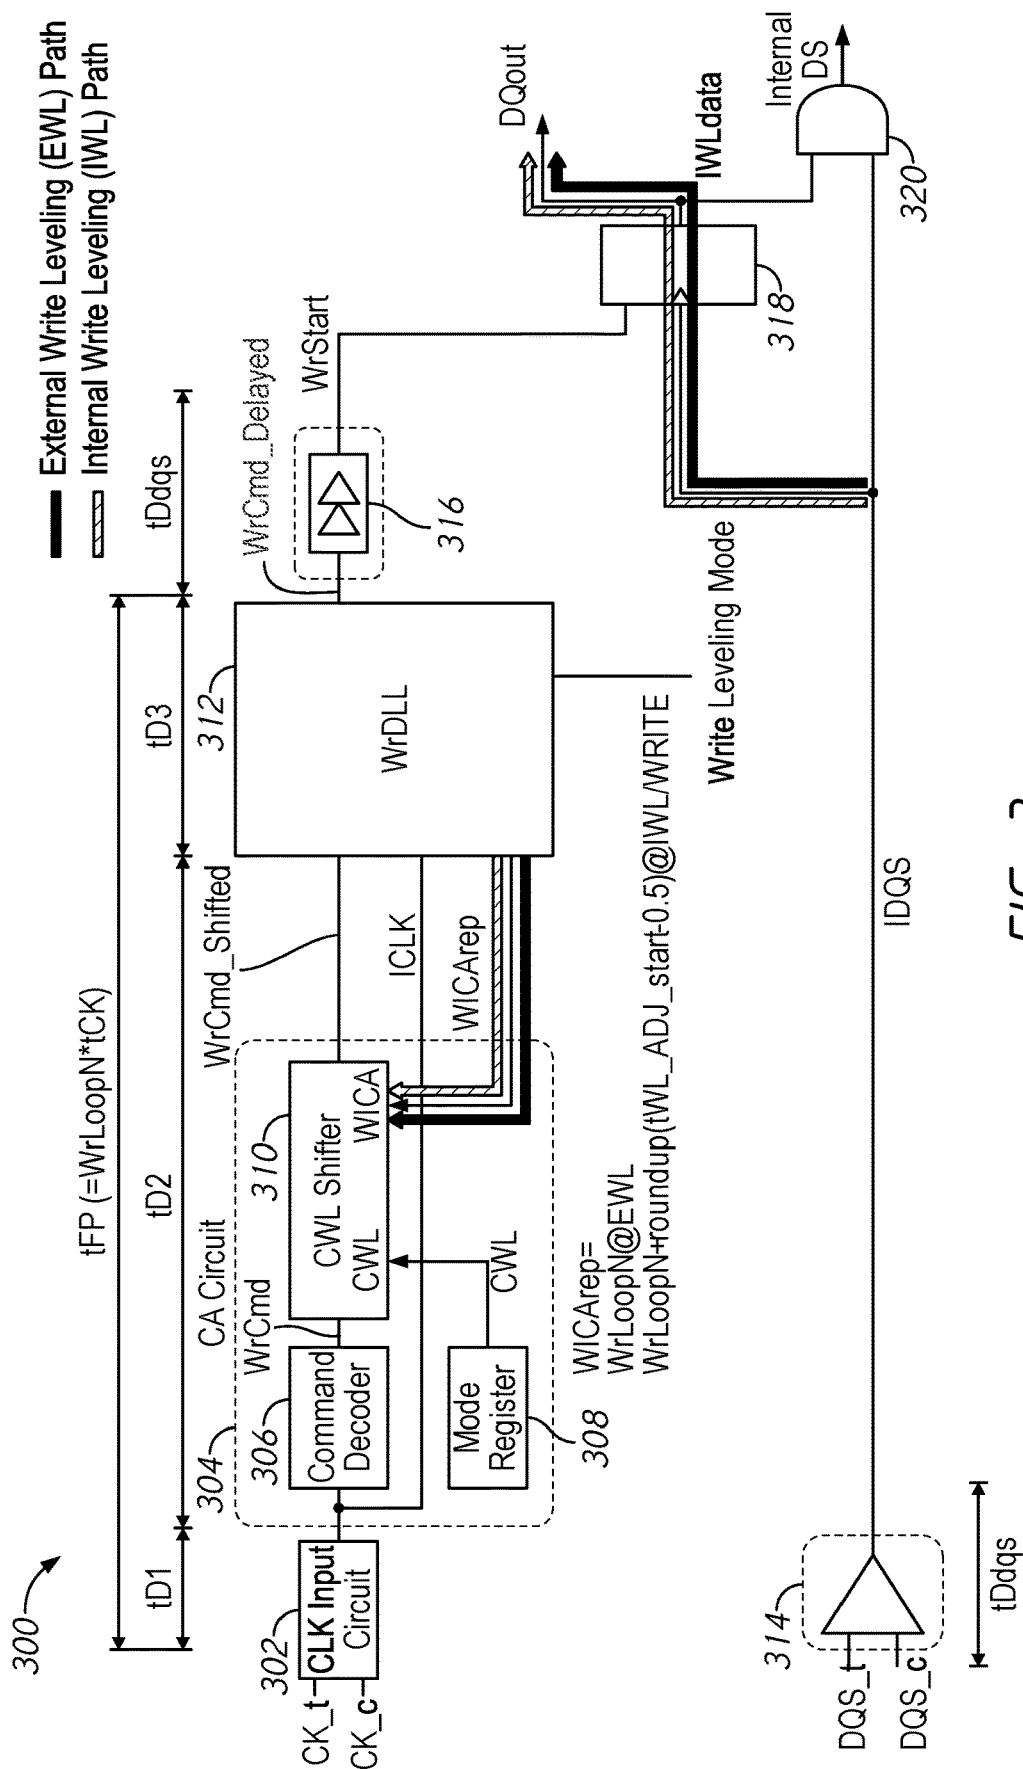 300
External Write Leveling (EWL) Path
Internal Write Leveling (IWL) Path
tFP (=WrLoopN*tCK)
tD1
tD2
tD3
tDdqs
304
CA Circuit
WrCmd_Shifted
312
WrCmd_Delayed
302
CLK Input
Circuit
CK_t
CK_c
306
Command
Decoder
WrCmd
310
CWL Shifter
CWL
WICA
WrDLL
316
WrStart
ICLK
WICArep
Mode
Register
308
CWL
WICArep=
WrLoopN@EWL
WrLoopN+roundup(tWL_ADJ_start-0.5)@IWL/WRITE
Write Leveling Mode
DQout
318
IWLdata
Internal
DS
320
314
DQS_t
DQS_c
IDQS
tDdqs